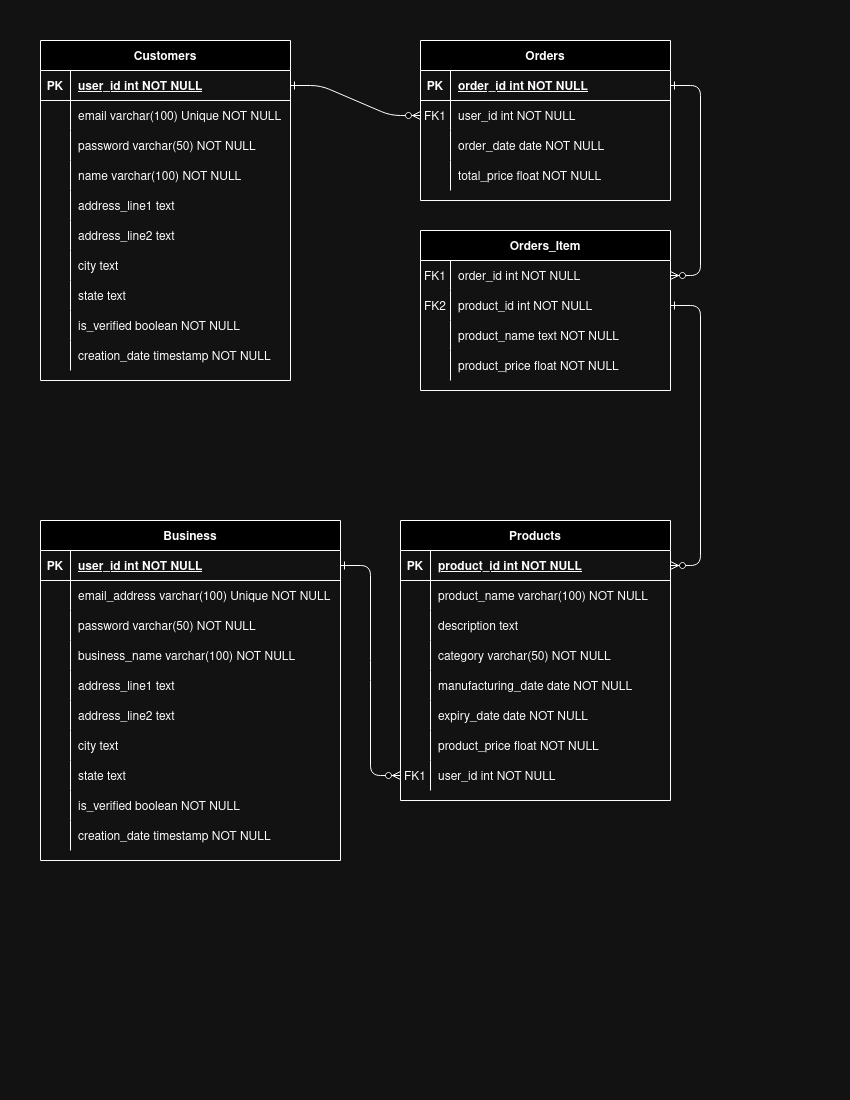 Customers
PK user_id int NOT NULL
email varchar(100) Unique NOT NULL
password varchar(50) NOT NULL
name varchar(100) NOT NULL
address_line1 text
address_line2 text
city text
state text
is_verified boolean NOT NULL
creation_date timestamp NOT NULL
Orders
PK order_id int NOT NULL
FK1 user_id int NOT NULL
order_date date NOT NULL
total_price float NOT NULL
Orders_Item
FK1 order_id int NOT NULL
FK2 product_id int NOT NULL
product_name text NOT NULL
product_price float NOT NULL
Business
PK user_id int NOT NULL
email_address varchar(100) Unique NOT NULL
password varchar(50) NOT NULL
business_name varchar(100) NOT NULL
address_line1 text
address_line2 text
city text
state text
is_verified boolean NOT NULL
creation_date timestamp NOT NULL
Products
PK product_id int NOT NULL
product_name varchar(100) NOT NULL
description text
category varchar(50) NOT NULL
manufacturing_date date NOT NULL
expiry_date date NOT NULL
product_price float NOT NULL
FK1 user_id int NOT NULL